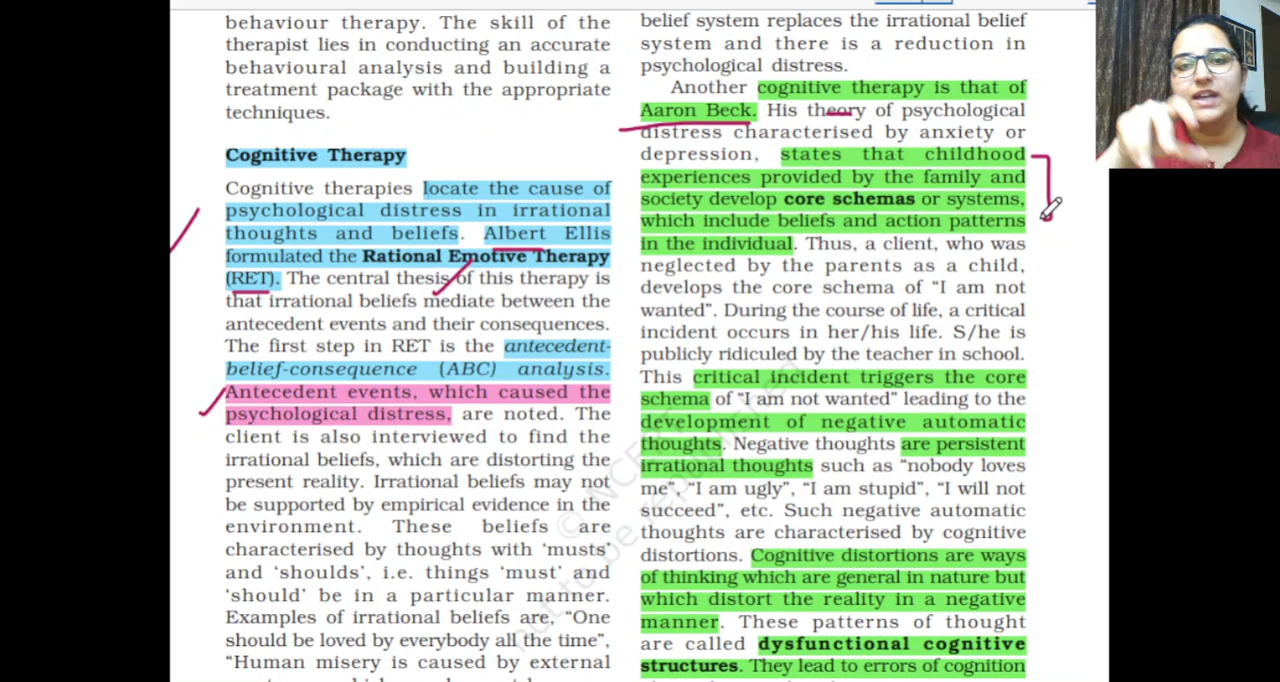 behaviour therapy. The skill of the
therapist lies in conducting an accurate
behavioural analysis and building a
treatment package with the appropriate
techniques.
Cognitive Therapy
Cognitive therapies locate the cause of
psychological distress in irrational
thoughts and beliefs. Albert Ellis
formulated the Rational Emotive Therapy
(RET). The central thesis of this therapy is
that irrational beliefs mediate between the
antecedent events and their consequences.
The first step in RET is the antecedent-
belief-consequence (ABC) analysis.
Antecedent events, which caused the
psychological distress, are noted. The
client is also interviewed to find the
irrational beliefs, which are distorting the
present reality. Irrational beliefs may not
be supported by empirical evidence in the
environment. These beliefs are
characterised by thoughts with ‘musts’
and ‘shoulds’, i.e. things ‘must’ and
‘should’ be in a particular manner.
Examples of irrational beliefs are, “One
should be loved by everybody all the time”,
“Human misery is caused by external
belief system replaces the irrational belief
system and there is a reduction in
psychological distress.
Another cognitive therapy is that of
Aaron Beck. His theory of psychological
distress characterised by anxiety or
depression, states that childhood
experiences provided by the family and
society develop core schemas or systems,
which include beliefs and action patterns
in the individual. Thus, a client, who was
neglected by the parents as a child,
develops the core schema of “I am not
wanted”. During the course of life, a critical
incident occurs in her/his life. S/he is
publicly ridiculed by the teacher in school.
This critical incident triggers the core
schema of “I am not wanted” leading to the
development of negative automatic
thoughts. Negative thoughts are persistent
irrational thoughts such as “nobody loves
me”, “I am ugly”, “I am stupid”, “I will not
succeed”, etc. Such negative automatic
thoughts are characterised by cognitive
distortions. Cognitive distortions are ways
of thinking which are general in nature but
which distort the reality in a negative
manner. These patterns of thought
are called dysfunctional cognitive
structures. They lead to errors of cognition
© NCERT
not to be republished